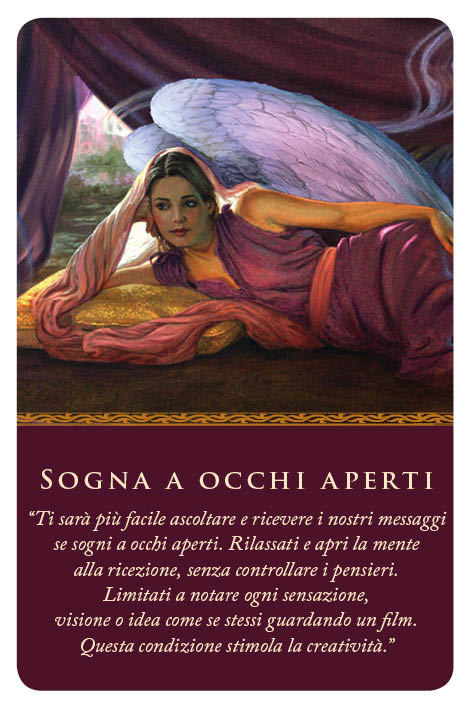 SOGNA A OCCHI APERTI
“Ti sarà più facile ascoltare e ricevere i nostri messaggi
se sogni a occhi aperti. Rilassati e apri la mente
alla ricezione, senza controllare i pensieri.
Limitati a notare ogni sensazione,
visione o idea come se stessi guardando un film.
Questa condizione stimola la creatività.”